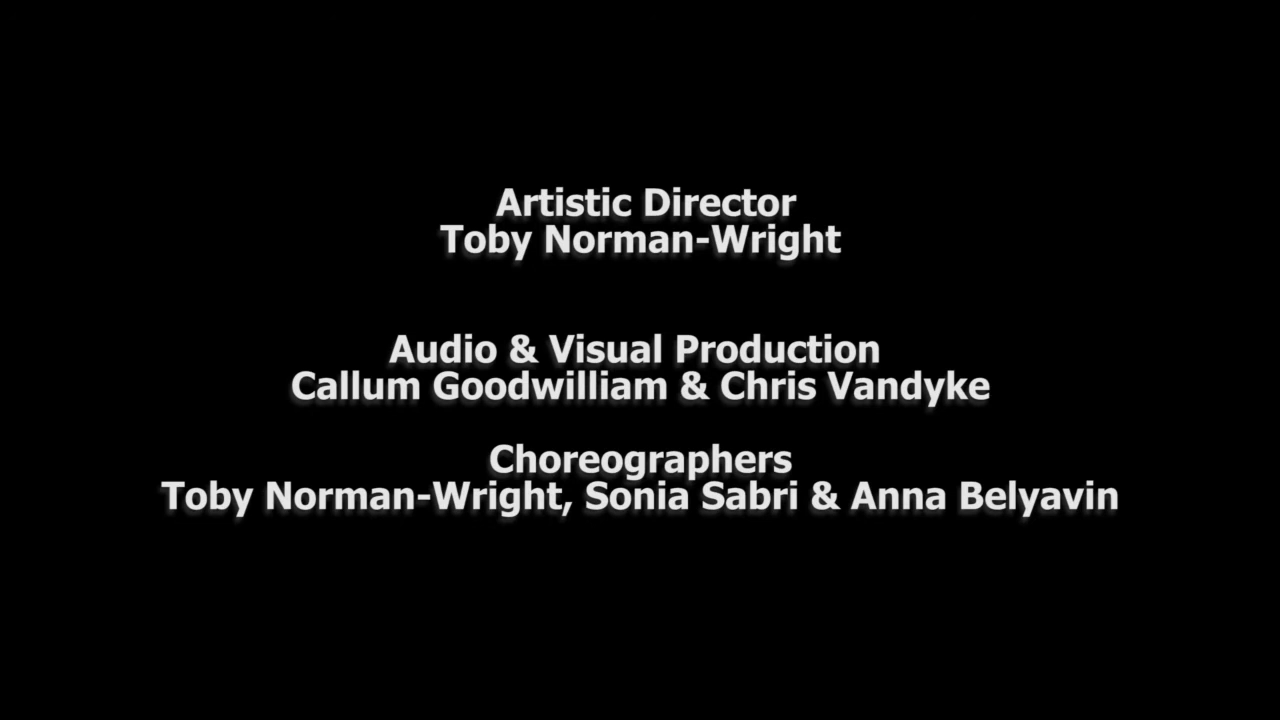 Artistic Director
Toby Norman-Wright
Audio & Visual Production
Callum Goodwilliam & Chris Vandyke
Choreographers
Toby Norman-Wright, Sonia Sabri & Anna Belyavin